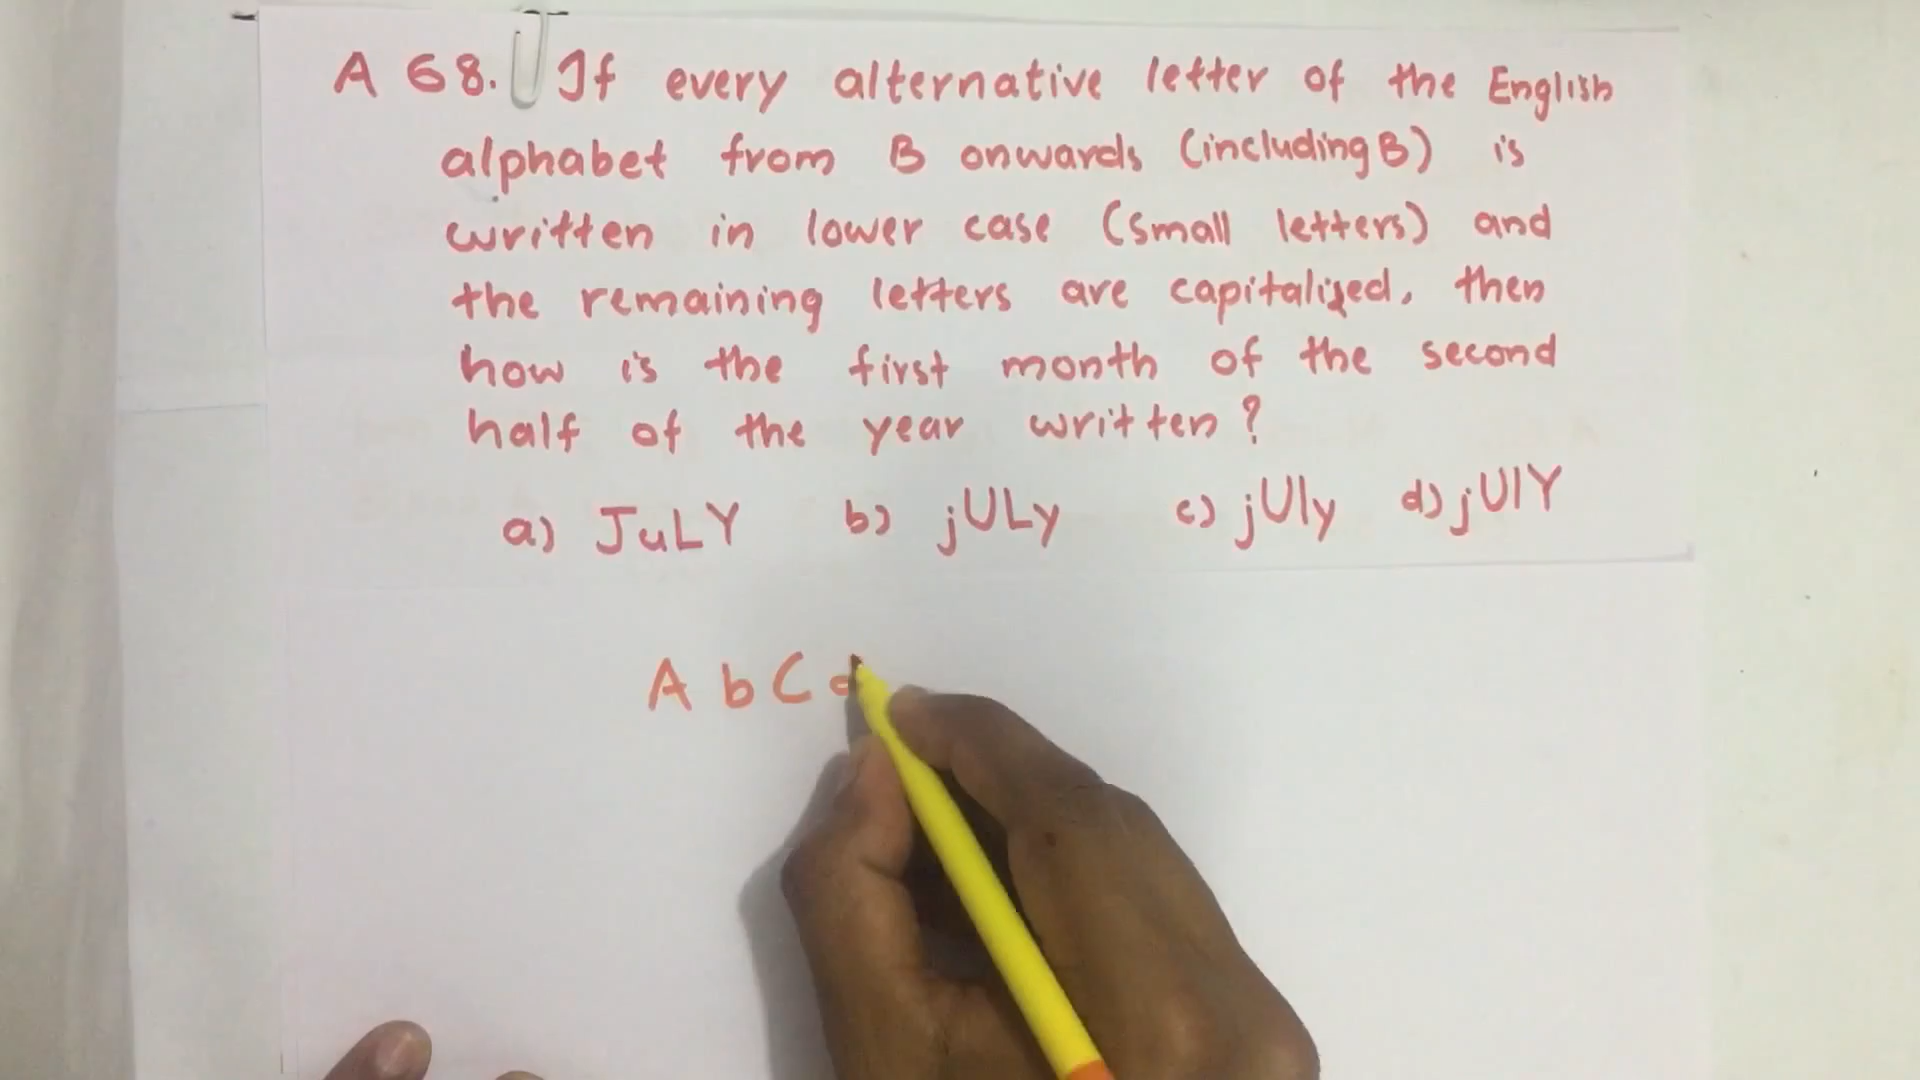 A 68. If every alternative letter of the English
alphabet from B onwards (including B) is
written in lower case (small letters) and
the remaining letters are capitalized, then
how is the first month of the second
half of the year written?
a) JuLY b) jULy c) jUly d) jUlY
A b C